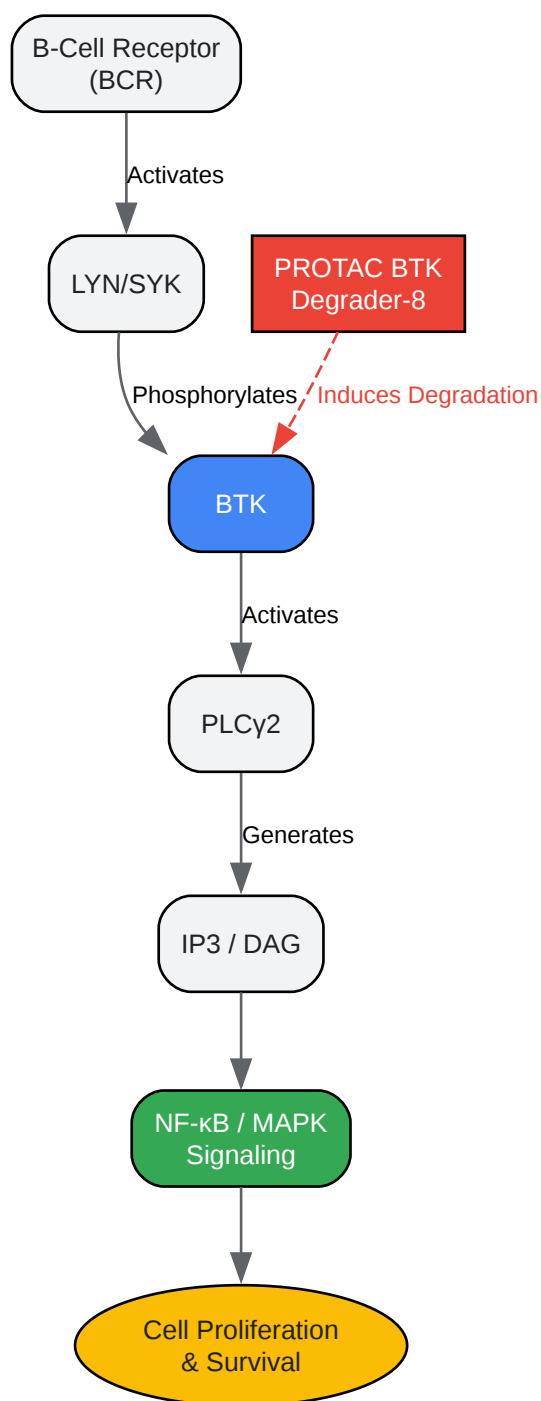 B-Cell Receptor
(BCR)
Activates
LYN/SYK
PROTAC BTK
Degrader-8
Phosphorylates
Induces Degradation
BTK
Activates
PLCγ2
Generates
IP3 / DAG
NF-κB / MAPK
Signaling
Cell Proliferation
& Survival